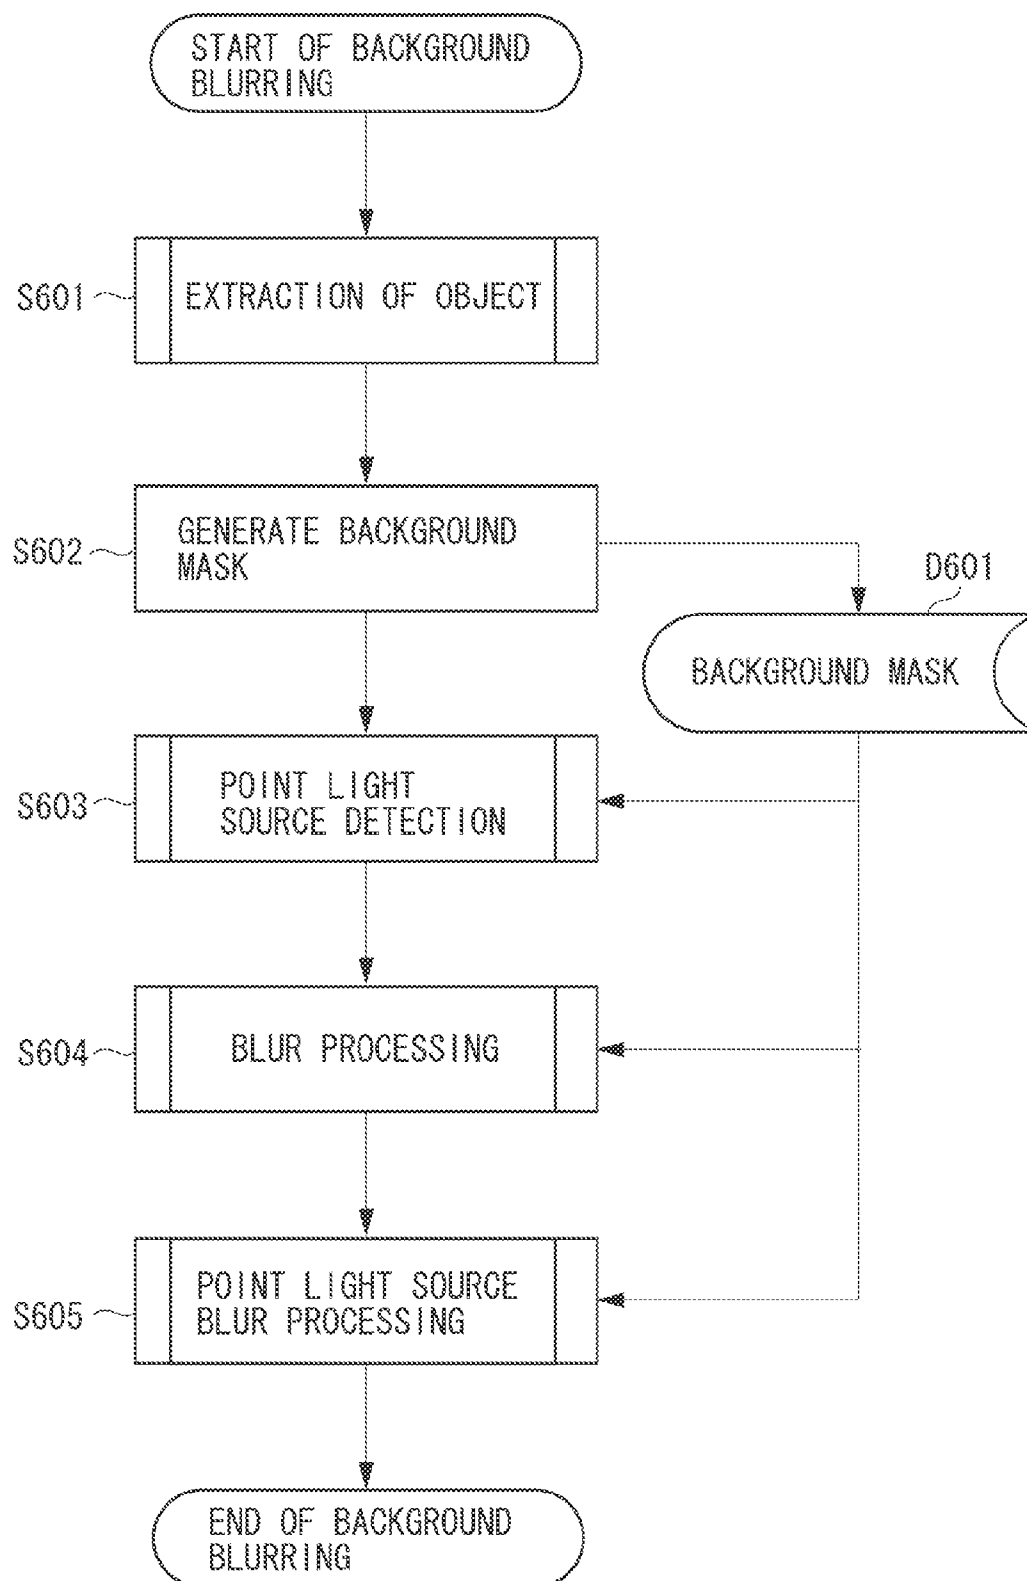 START OF BACKGROUND
BLURRING
S601
EXTRACTION OF OBJECT
S602
GENERATE BACKGROUND
MASK
D601
BACKGROUND MASK
S603
POINT LIGHT
SOURCE DETECTION
S604
BLUR PROCESSING
S605
POINT LIGHT SOURCE
BLUR PROCESSING
END OF BACKGROUND
BLURRING